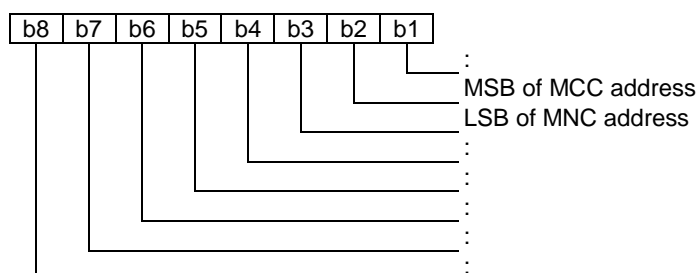 b8 b7 b6 b5 b4 b3 b2 b1
:
MSB of MCC address
LSB of MNC address
:
:
:
:
: